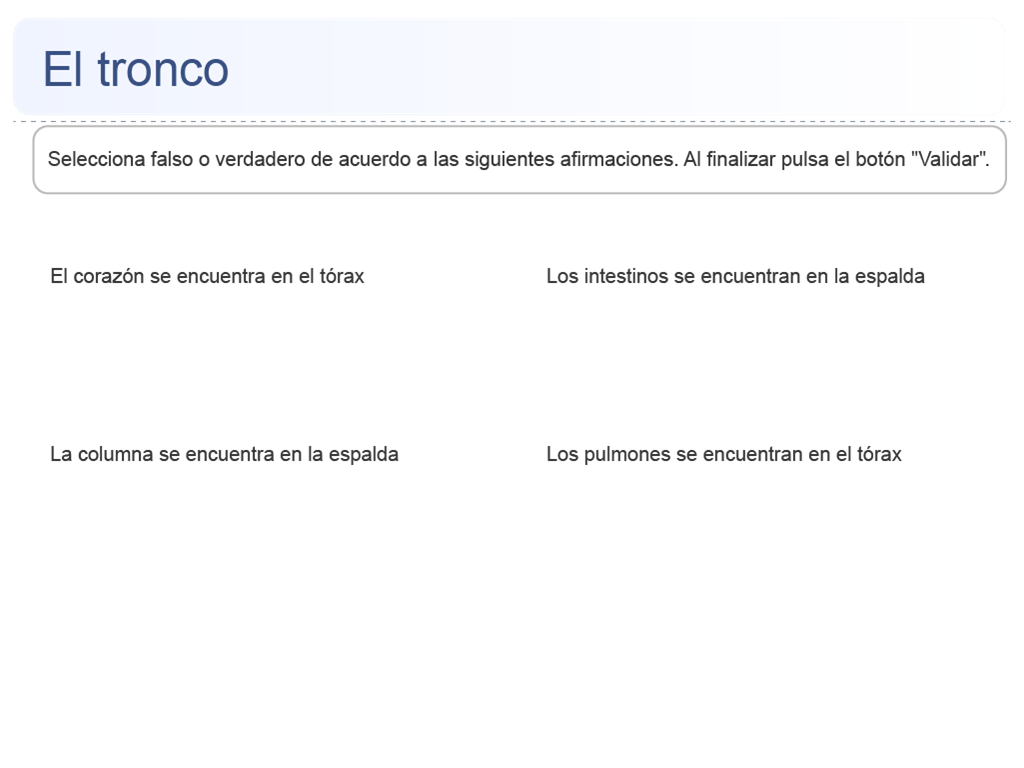 El tronco
Selecciona falso o verdadero de acuerdo a las siguientes afirmaciones. Al finalizar pulsa el botón "Validar".
El corazón se encuentra en el tórax
Los intestinos se encuentran en la espalda
La columna se encuentra en la espalda
Los pulmones se encuentran en el tórax